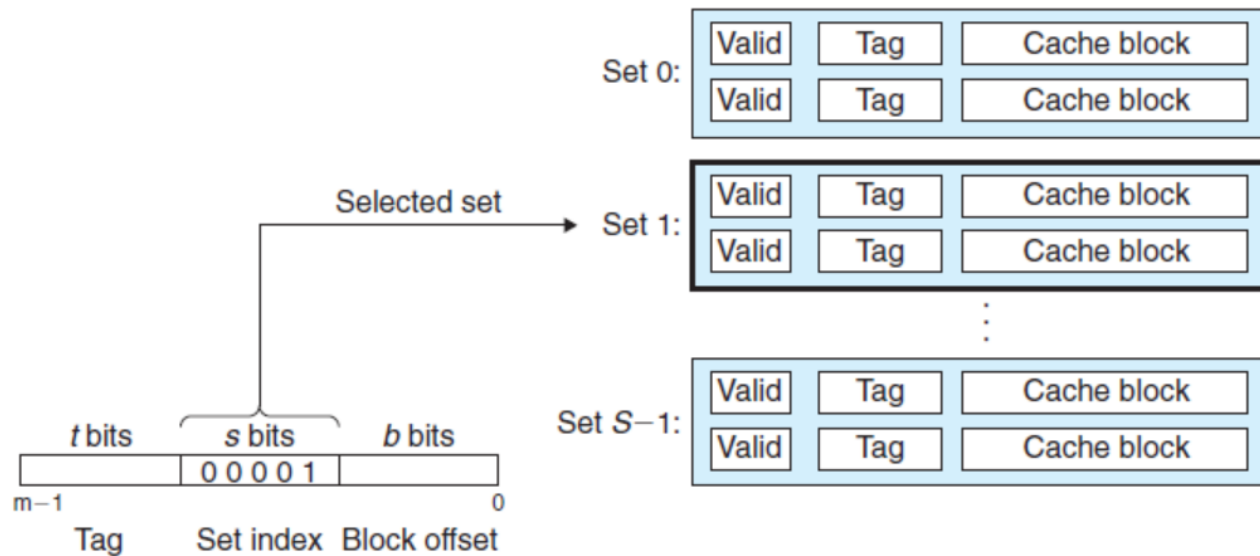 Set 0:
Valid Tag Cache block
Valid Tag Cache block
Selected set
Set 1:
Valid Tag Cache block
Valid Tag Cache block
Set S−1:
Valid Tag Cache block
Valid Tag Cache block
t bits s bits b bits
0 0 0 0 1
m−1 0
Tag Set index Block offset